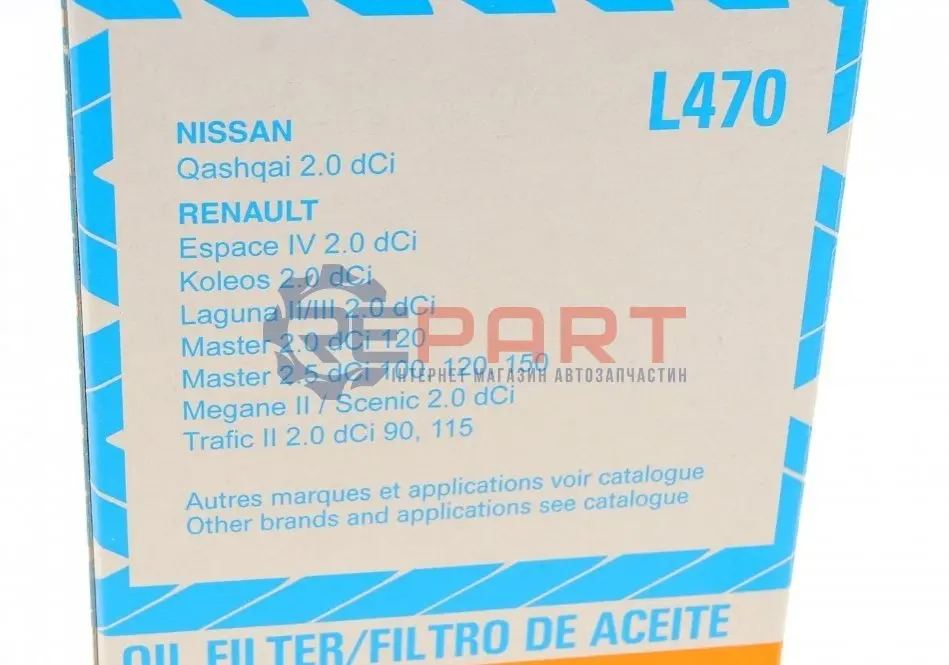 L470
NISSAN
Qashqai 2.0 dCi
RENAULT
Espace IV 2.0 dCi
Koleos 2.0 dCi
Laguna II/III 2.0 dCi
Master 2.0 dCi 120
Master 2.5 dCi 100, 120, 150
Megane II / Scenic 2.0 dCi
Trafic II 2.0 dCi 90, 115
REPART
ІНТЕРНЕТ МАГАЗИН АВТОЗАПЧАСТИН
Autres marques et applications voir catalogue
Other brands and applications see catalogue
OIL FILTER/FILTRO DE ACEITE